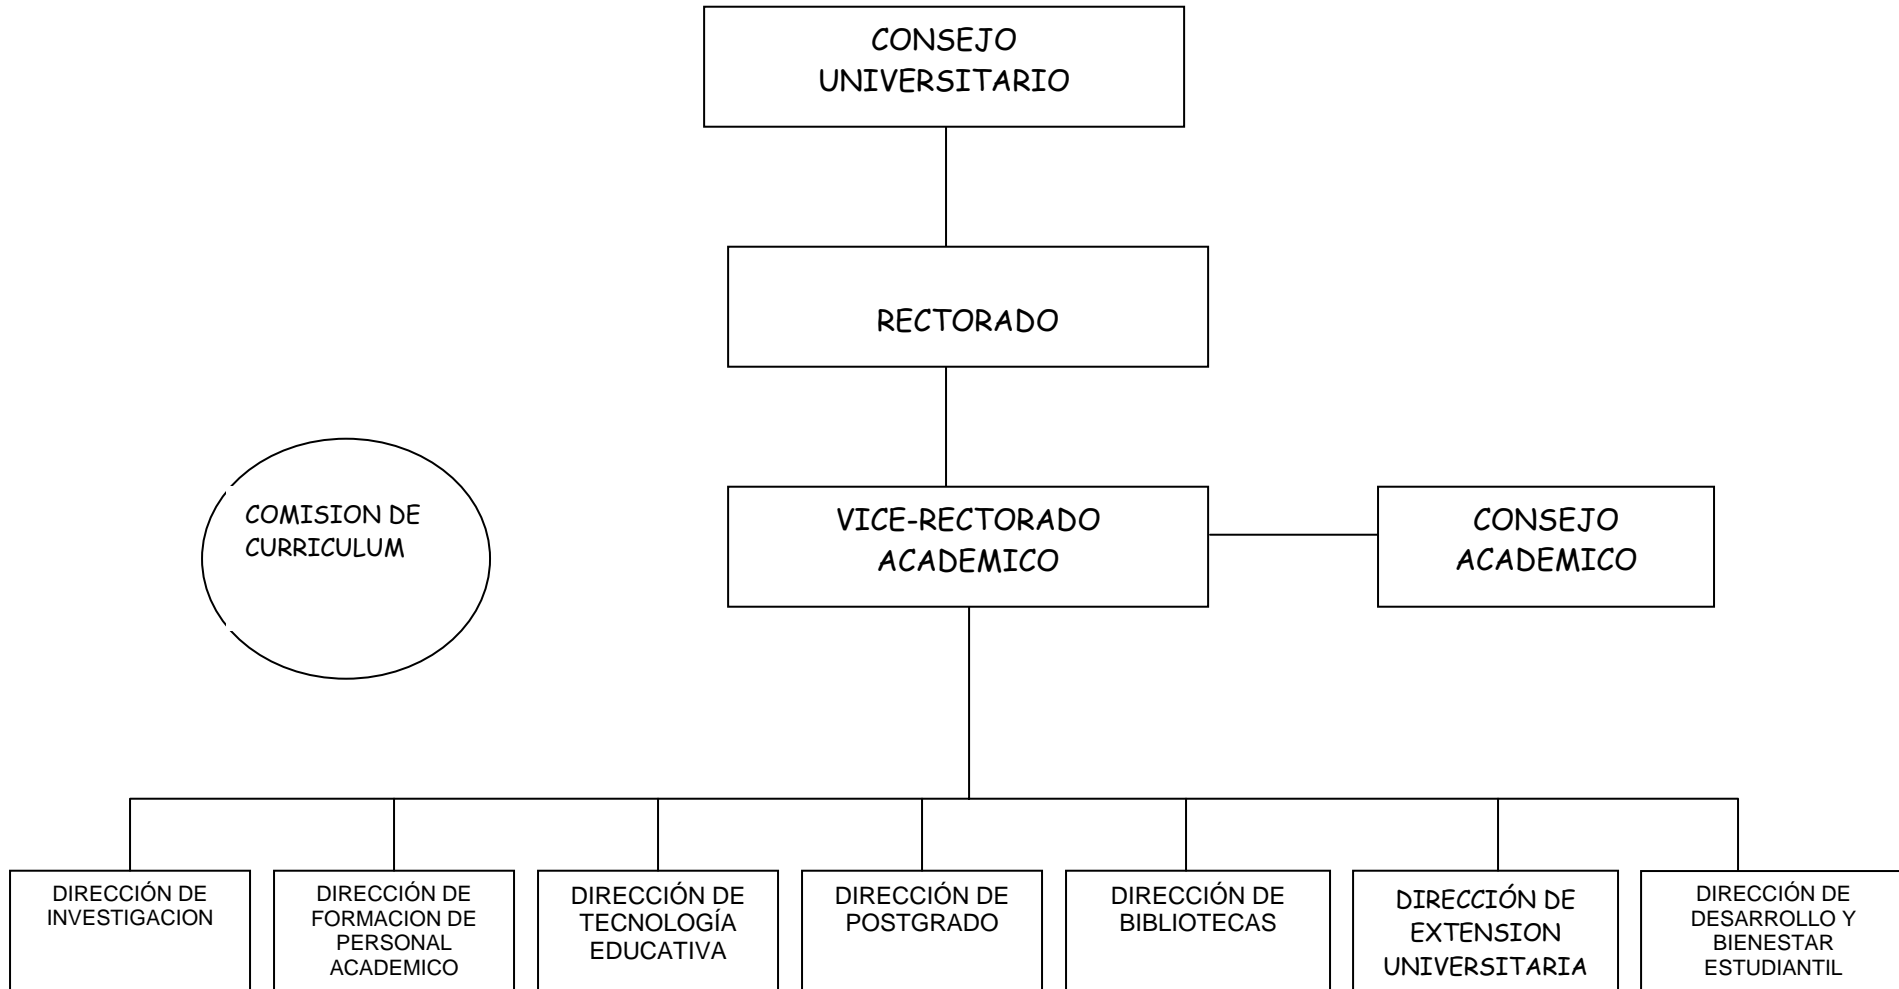 CONSEJO
UNIVERSITARIO
RECTORADO
COMISION DE
CURRICULUM
VICE-RECTORADO
ACADEMICO
CONSEJO
ACADEMICO
DIRECCIÓN DE
INVESTIGACION
DIRECCIÓN DE
FORMACION DE
PERSONAL
ACADEMICO
DIRECCIÓN DE
TECNOLOGÍA
EDUCATIVA
DIRECCIÓN DE
POSTGRADO
DIRECCIÓN DE
BIBLIOTECAS
DIRECCIÓN DE
EXTENSION
UNIVERSITARIA
DIRECCIÓN DE
DESARROLLO Y
BIENESTAR
ESTUDIANTIL